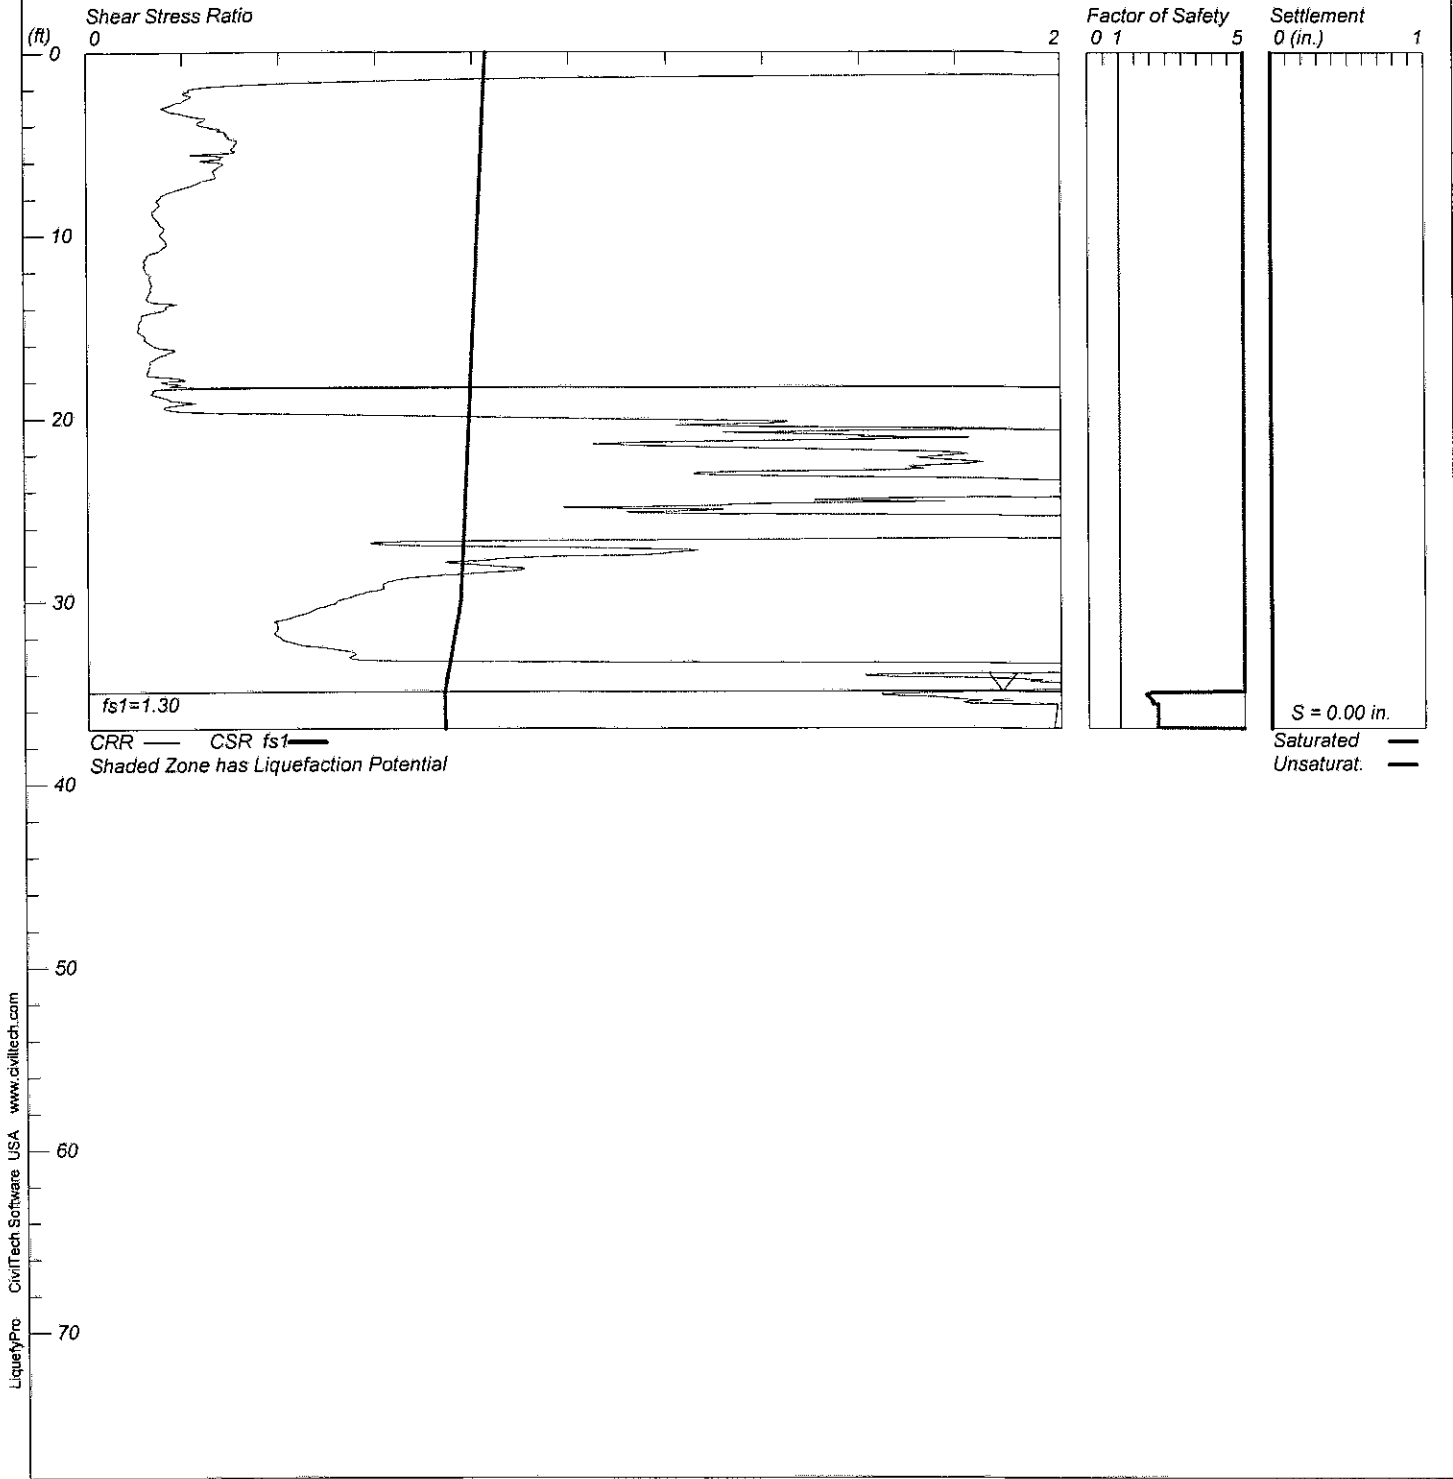 Shear Stress Ratio
Factor of Safety
Settlement
(ft)
0
2
0 1
5
0 (in.)
1
0
10
20
30
fs1=1.30
S = 0.00 in.
CRR
CSR fs1
Saturated
Shaded Zone has Liquefaction Potential
Unsaturat.
40
50
60
70
LiquefyPro CivilTech Software USA www.civiltech.com